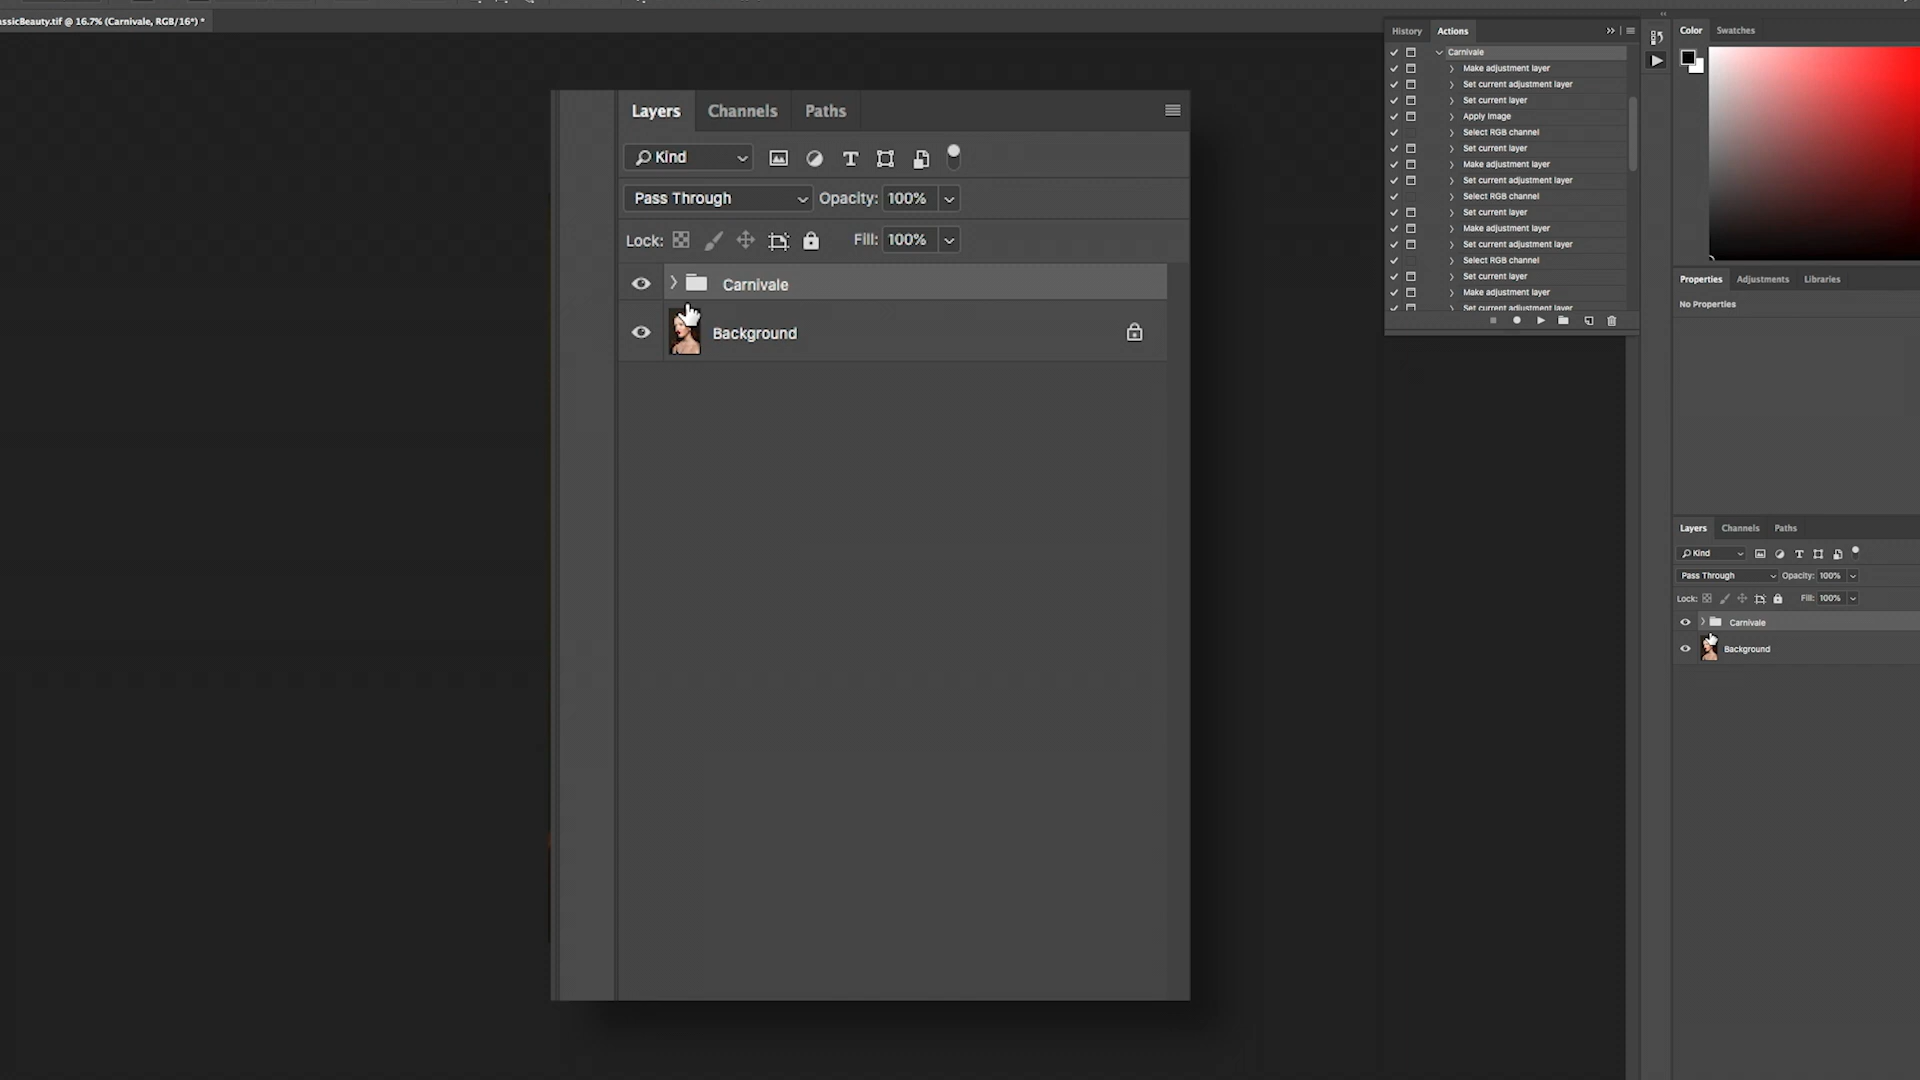 ssicBeauty.tif @ 16.7% (Carnivale, RGB/16*) *
Layers Channels Paths
Kind
Pass Through Opacity: 100%
Lock: Fill: 100%
Carnivale
Background
History Actions
Carnivale
Make adjustment layer
Set current adjustment layer
Set current layer
Apply Image
Select RGB channel
Set current layer
Make adjustment layer
Set current adjustment layer
Select RGB channel
Set current layer
Make adjustment layer
Set current adjustment layer
Select RGB channel
Set current layer
Make adjustment layer
Set current adjustment layer
Color Swatches
Properties Adjustments Libraries
No Properties
Layers Channels Paths
Kind
Pass Through Opacity: 100%
Lock: Fill: 100%
Carnivale
Background